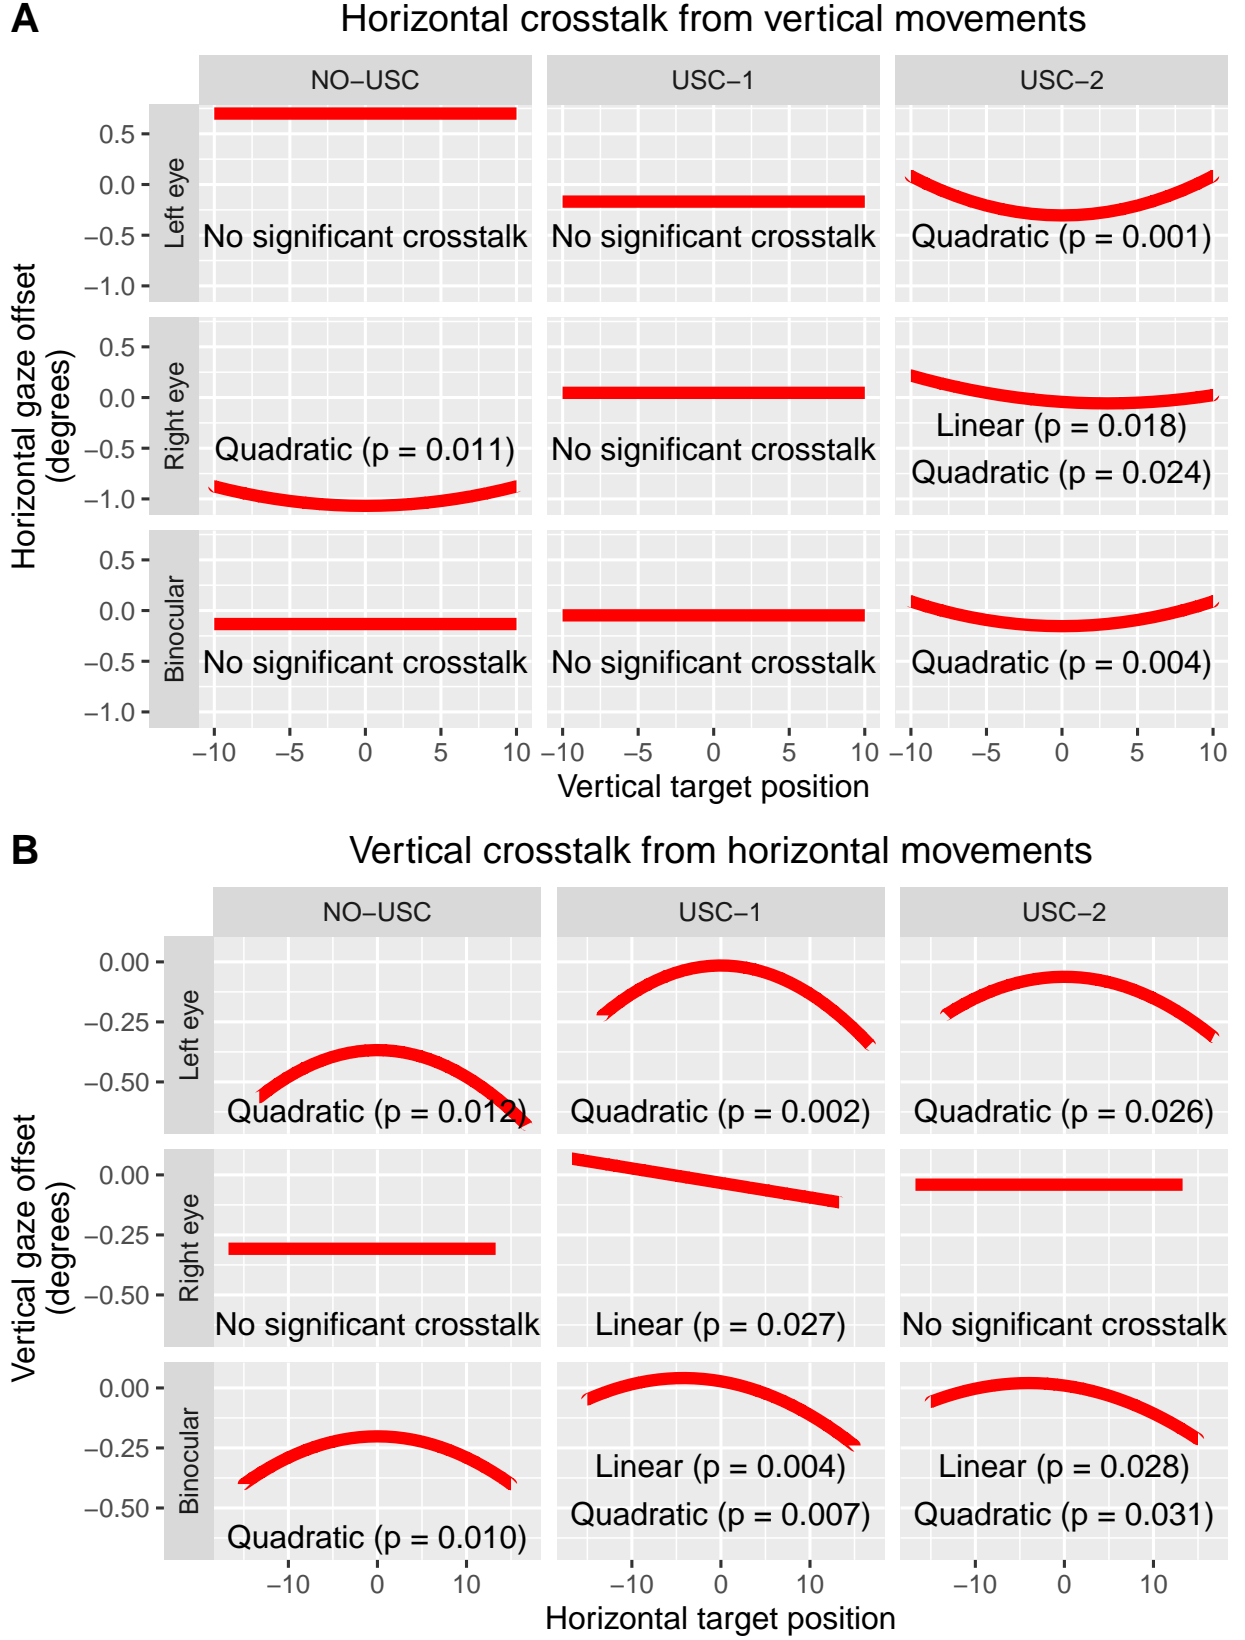 A
Horizontal crosstalk from vertical movements
NO−USC
USC−1
USC−2
Horizontal gaze offset
(degrees)
Left eye
0.5
0.0
−0.5
−1.0
No significant crosstalk
No significant crosstalk
Quadratic (p = 0.001)
Right eye
0.5
0.0
−0.5
−1.0
Quadratic (p = 0.011)
No significant crosstalk
Linear (p = 0.018)
Quadratic (p = 0.024)
Binocular
0.5
0.0
−0.5
−1.0
No significant crosstalk
No significant crosstalk
Quadratic (p = 0.004)
−10 −5 0 5 10 −10 −5 0 5 10 −10 −5 0 5 10
Vertical target position
B
Vertical crosstalk from horizontal movements
NO−USC
USC−1
USC−2
Vertical gaze offset
(degrees)
Left eye
0.00
−0.25
−0.50
Quadratic (p = 0.012)
Quadratic (p = 0.002)
Quadratic (p = 0.026)
Right eye
0.00
−0.25
−0.50
No significant crosstalk
Linear (p = 0.027)
No significant crosstalk
Binocular
0.00
−0.25
−0.50
Quadratic (p = 0.010)
Linear (p = 0.004)
Quadratic (p = 0.007)
Linear (p = 0.028)
Quadratic (p = 0.031)
−10 0 10 −10 0 10 −10 0 10
Horizontal target position